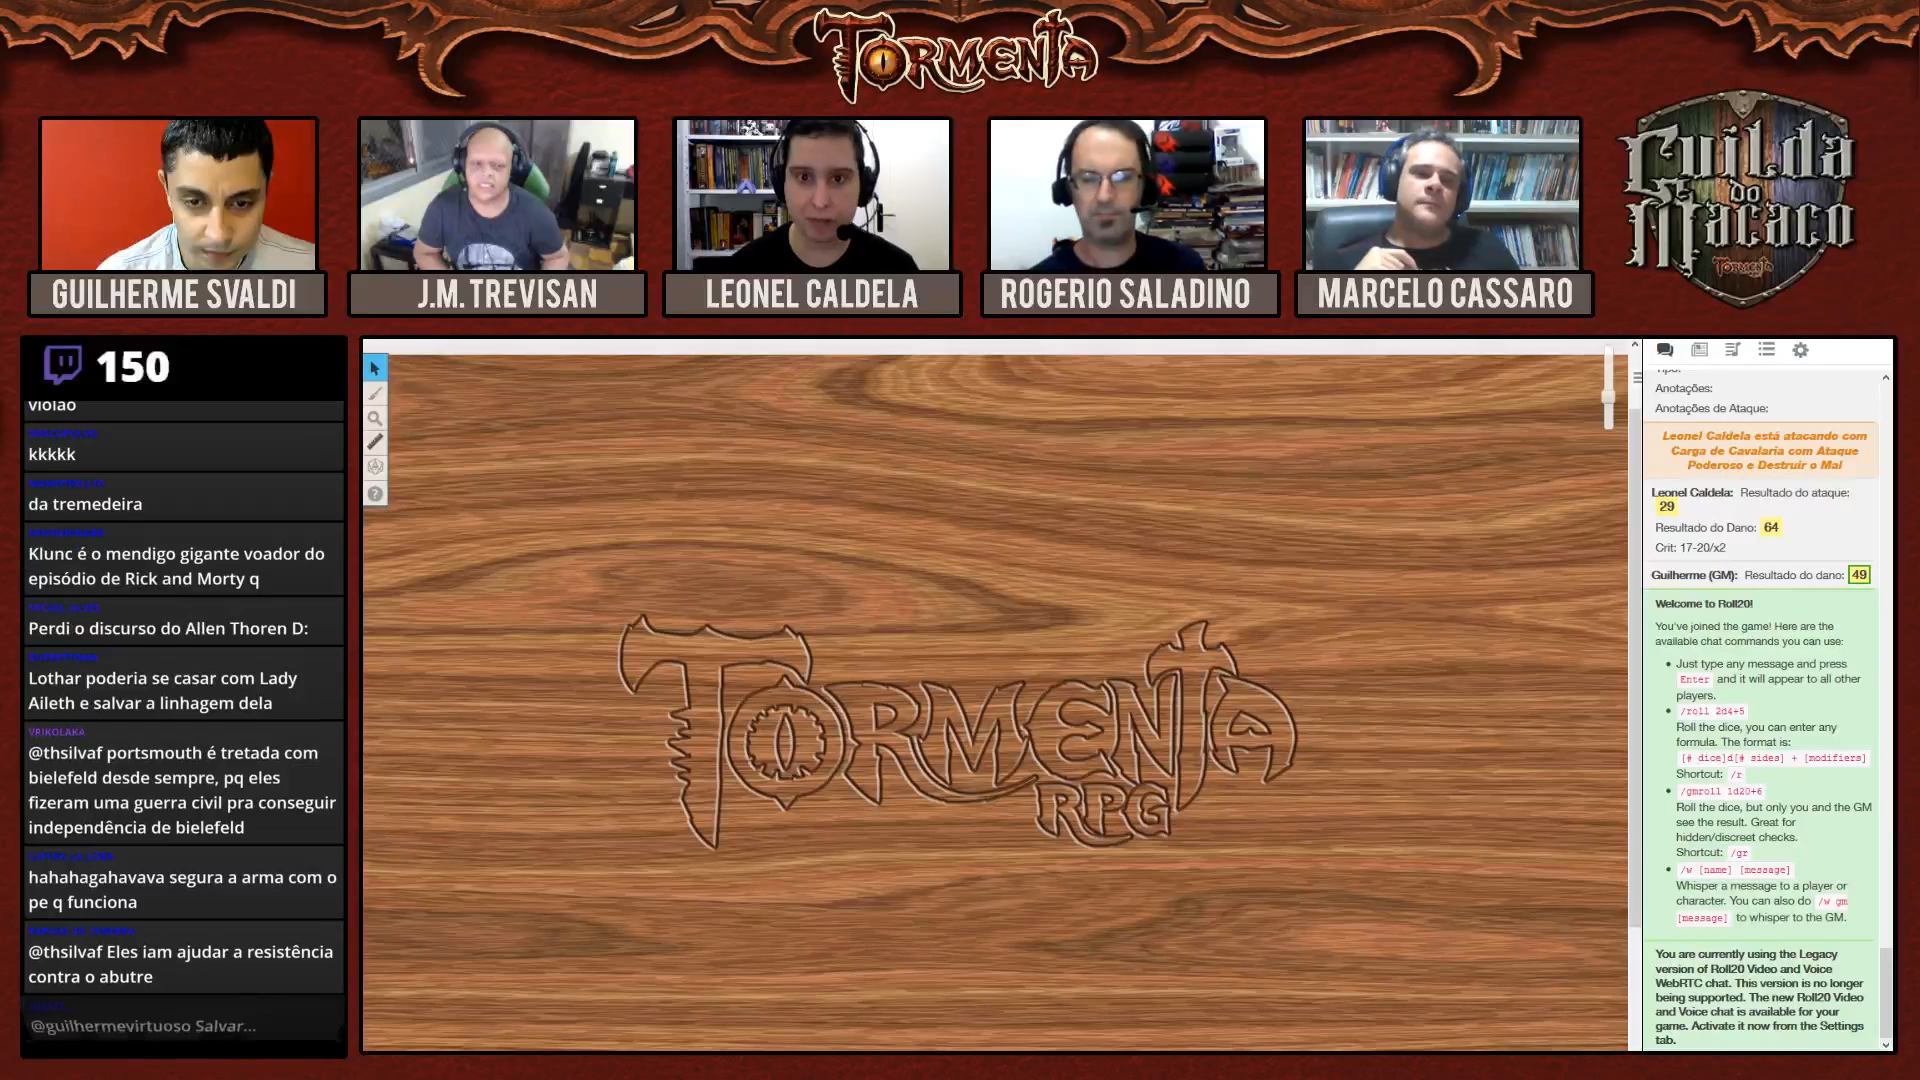 TORMENTA
GUILHERME SVALDI
J.M. TREVISAN
LEONEL CALDELA
ROGERIO SALADINO
MARCELO CASSARO
Guilda
do
Macaco
TORMENTA
150
violão
kkkkk
da tremedeira
Klunc é o mendigo gigante voador do
episódio de Rick and Morty q
Perdi o discurso do Allen Thoren D:
Lothar poderia se casar com Lady
Aileth e salvar a linhagem dela
VRIKOLAKA
@thsilvaf portsmouth é tretada com
bielefeld desde sempre, pq eles
fizeram uma guerra civil pra conseguir
independência de bielefeld
hahahagahavava segura a arma com o
pe q funciona
@thsilvaf Eles iam ajudar a resistência
contra o abutre
@guilhermevirtuoso Salvar...
TORMENTA
RPG
Anotações:
Anotações de Ataque:
Leonel Caldela está atacando com
Carga de Cavalaria com Ataque
Poderoso e Destruir o Mal
Leonel Caldela: Resultado do ataque:
29
Resultado do Dano: 64
Crit: 17-20/x2
Guilherme (GM): Resultado do dano: 49
Welcome to Roll20!
You've joined the game! Here are the
available chat commands you can use:
Just type any message and press
Enter and it will appear to all other
players.
/roll 2d4+5
Roll the dice, you can enter any
formula. The format is:
[# dice]d[# sides] + [modifiers]
Shortcut: /r
/gmroll 1d20+6
Roll the dice, but only you and the GM
see the result. Great for
hidden/discreet checks.
Shortcut: /gr
/w [name] [message]
Whisper a message to a player or
character. You can also do /w gm
[message] to whisper to the GM.
You are currently using the Legacy
version of Roll20 Video and Voice
WebRTC chat. This version is no longer
being supported. The new Roll20 Video
and Voice chat is available for your
game. Activate it now from the Settings
tab.